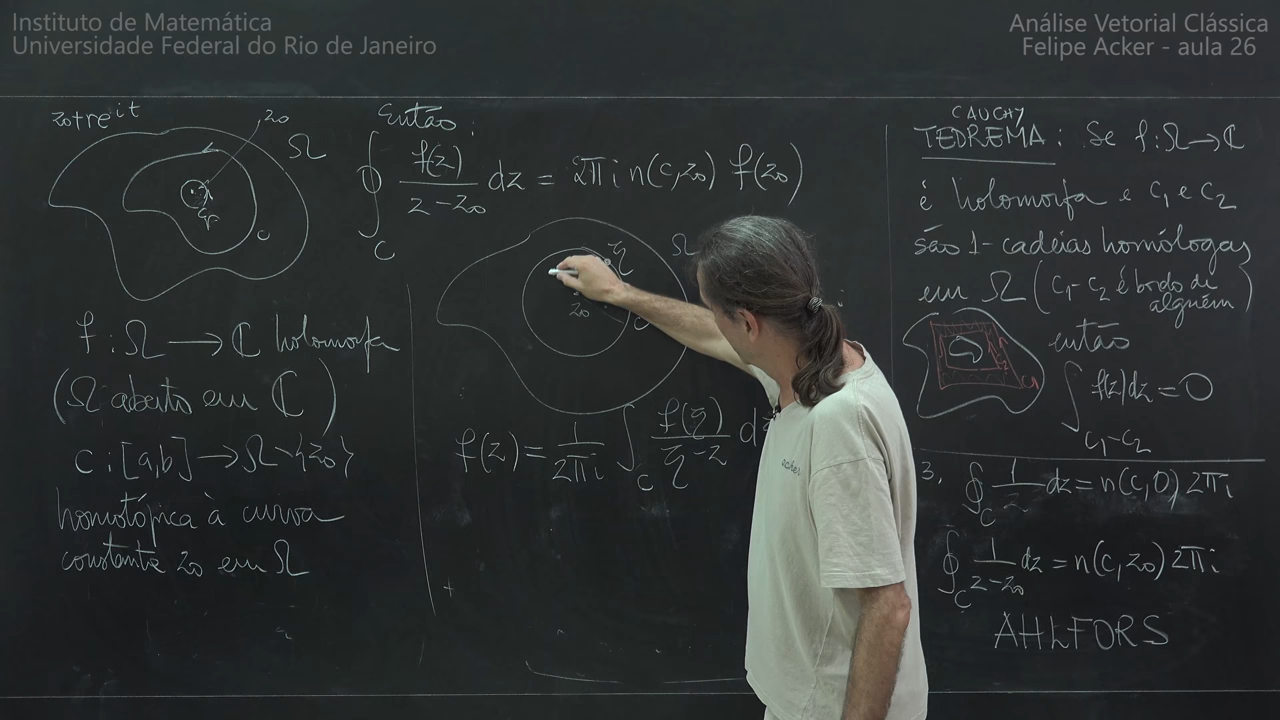 Instituto de Matemática
Universidade Federal do Rio de Janeiro
Análise Vetorial Clássica
Felipe Acker - aula 26
z₀+re^{it}
z₀
Ω
c
Então:
∮_C f(z)/(z-z₀) dz = 2πi n(c,z₀) f(z₀)
f:Ω→ℂ holomorfa
(Ω aberto em ℂ)
c:[a,b]→Ω-{z₀}
homotópica à curva
constante z₀ em Ω
Ω
z₀
f(z)=1/2πi ∫_C f(ξ)/(ξ-z) d
acker
CAUCHY
TEOREMA: Se f:Ω→ℂ
é holomorfa e c₁ e c₂
são 1-cadeias homólogas
em Ω (c₁-c₂ é bordo de
alguém)
então
∫_{c₁-c₂} f(z)dz=0
3. ∮_C 1/z dz=n(c,0)2πi
∮_C 1/(z-z₀) dz=n(c,z₀)2πi
AHLFORS